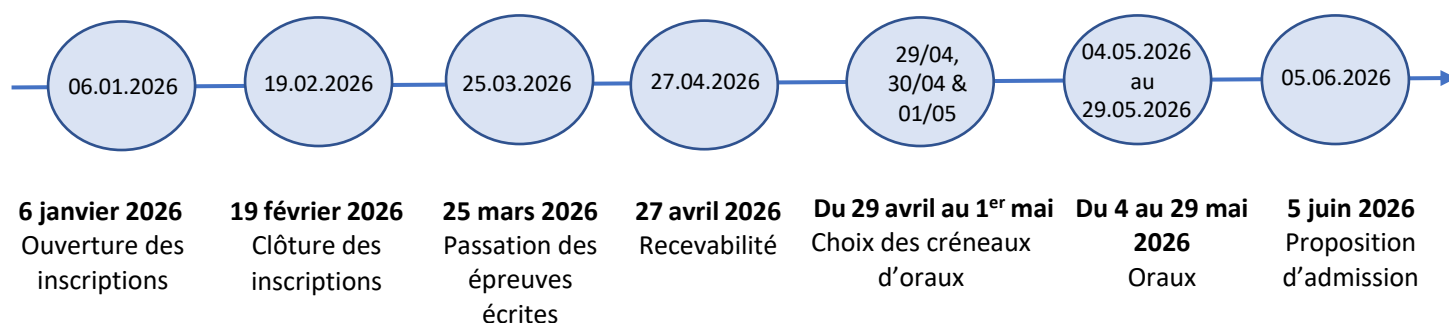 06.01.2026
19.02.2026
25.03.2026
27.04.2026
29/04,
30/04 &
01/05
04.05.2026
au
29.05.2026
05.06.2026
6 janvier 2026
Ouverture des
inscriptions
19 février 2026
Clôture des
inscriptions
25 mars 2026
Passation des
épreuves
écrites
27 avril 2026
Recevabilité
Du 29 avril au 1er mai
Choix des créneaux
d’oraux
Du 4 au 29 mai
2026
Oraux
5 juin 2026
Proposition
d’admission